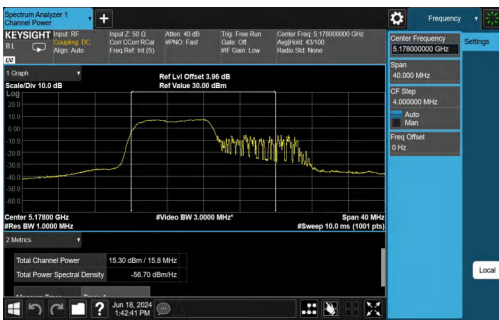 Spectrum Analyzer 1
Channel Power
+
Frequency
KEYSIGHT Input: RF
Coupling: DC
Align: Auto
Input Z: 50 Ω
Corr CCorr RCal
Freq Ref: Int (S)
Atten: 40 dB
#PNO: Fast
Trig: Free Run
Gate: Off
#IF Gain: Low
Center Freq: 5.178000000 GHz
Avg|Hold: 43/100
Radio Std: None
R L
Center Frequency
5.178000000 GHz
Settings
Span
40.000 MHz
CF Step
4.000000 MHz
Auto
Man
Freq Offset
0 Hz
Local
1 Graph
Scale/Div 10.0 dB
Ref Lvl Offset 3.96 dB
Ref Value 30.00 dBm
Log
20.0
10.0
0.00
-10.0
-20.0
-30.0
-40.0
-50.0
-60.0
Center 5.17800 GHz
#Res BW 1.0000 MHz
#Video BW 3.0000 MHz*
Span 40 MHz
#Sweep 10.0 ms (1001 pts)
2 Metrics
Total Channel Power 15.30 dBm / 15.8 MHz
Total Power Spectral Density -56.70 dBm/Hz
?
Jun 18, 2024
1:42:41 PM